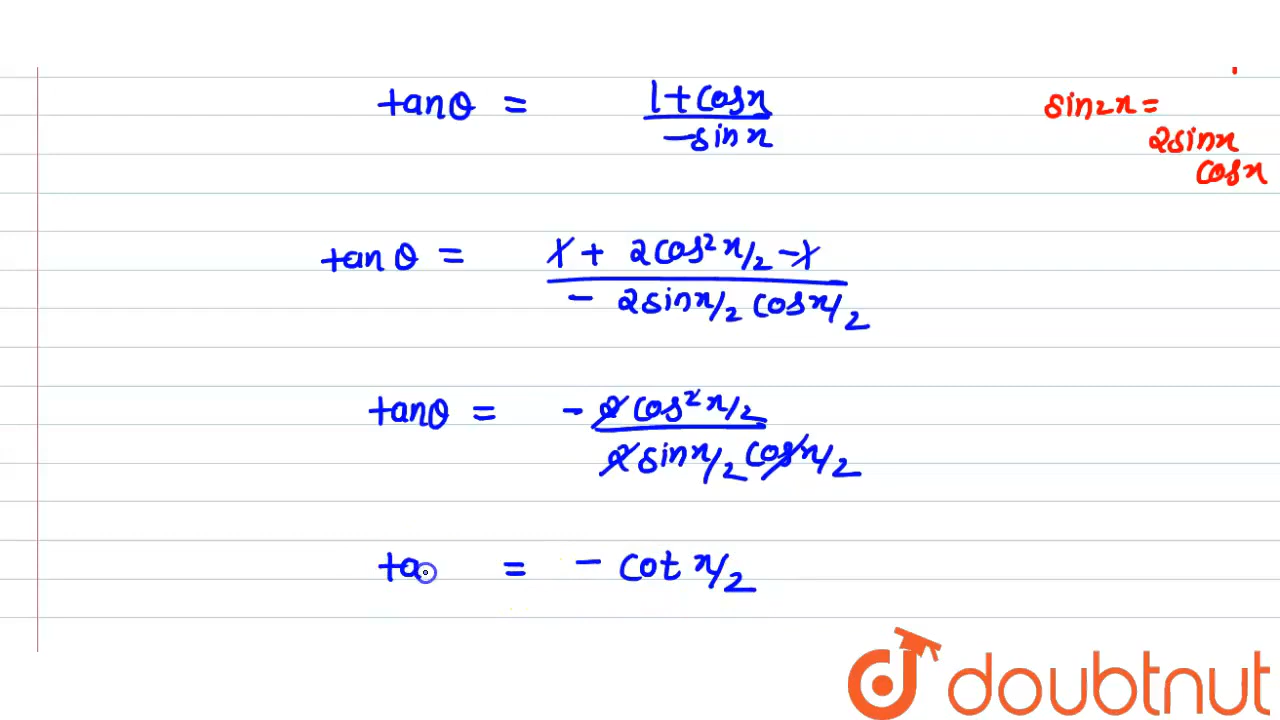 tanθ = 1+cosx / -sinx
sin2x =
2sinx
cosx
tanθ = 1 + 2cos²x/2 - 1 / - 2sinx/2 cosx/2
tanθ = - 2cos²x/2 / 2sinx/2 cosx/2
ta = - cot x/2
doubtnut